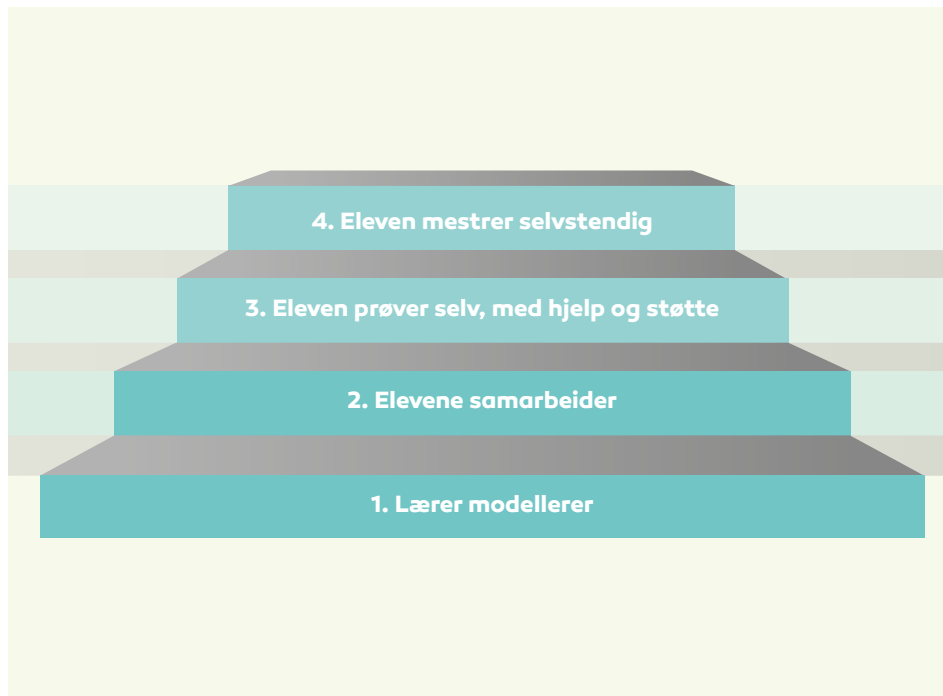 4. Eleven mestrer selvstendig
3. Eleven prøver selv, med hjelp og støtte
2. Elevene samarbeider
1. Lærer modellerer